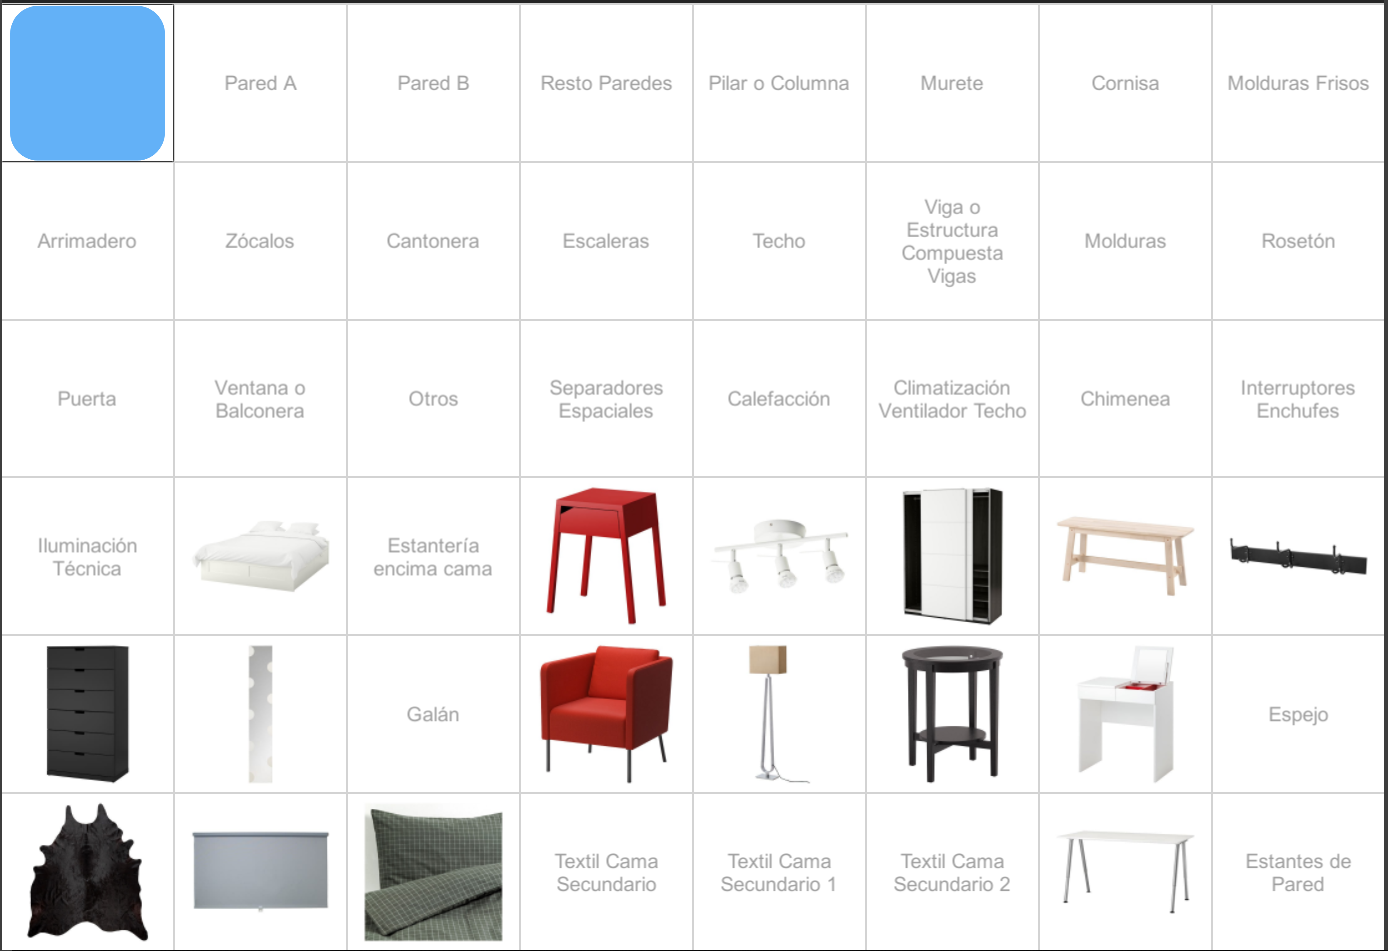 Pared A
Pared B
Resto Paredes
Pilar o Columna
Murete
Cornisa
Molduras Frisos
Arrimadero
Zócalos
Cantonera
Escaleras
Techo
Viga o
Estructura
Compuesta
Vigas
Molduras
Rosetón
Puerta
Ventana o
Balconera
Otros
Separadores
Espaciales
Calefacción
Climatización
Ventilador Techo
Chimenea
Interruptores
Enchufes
Iluminación
Técnica
Estantería
encima cama
Galán
Espejo
Textil Cama
Secundario
Textil Cama
Secundario 1
Textil Cama
Secundario 2
Estantes de
Pared